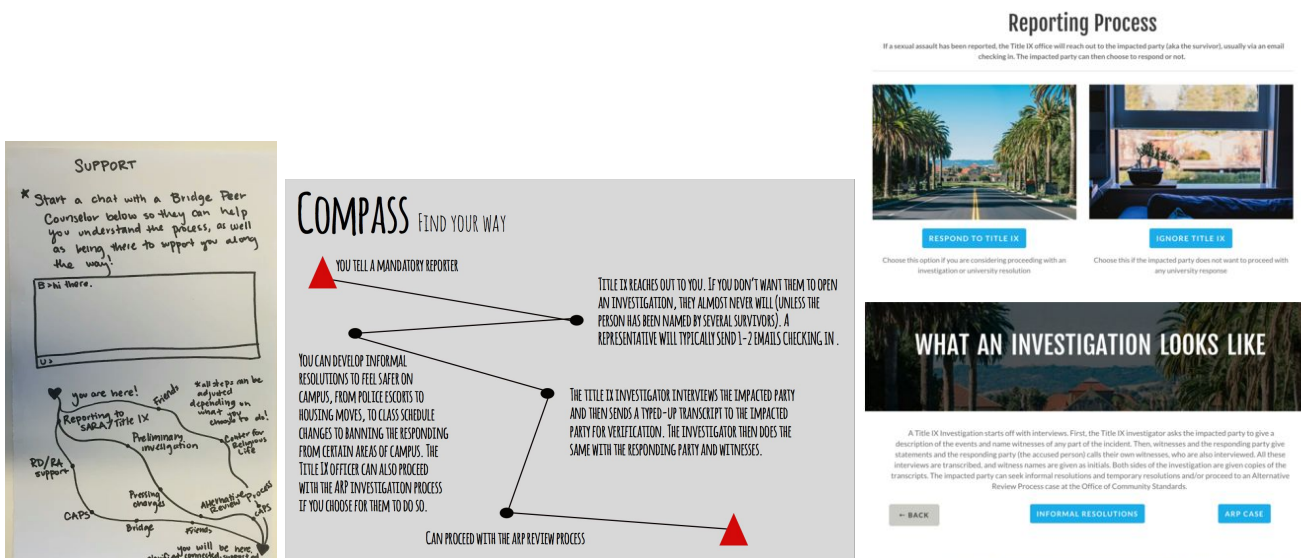 SUPPORT
* Start a chat with a Bridge Peer
Counselor below so they can help
you understand the process, as well
as being there to support you along
the way!
B>hi there.
U>
you are here!
Friends
*all steps can be
adjusted
depending on
what you
choose to do!
Reporting to
SARA/Title IX
Preliminary
investigation
Center for
Religious
Life
RD/RA
support
Pressing
charges
Alternative
Review
Process
CAPS
CAPS
Bridge
Friends
you will be here,
connected, supported
COMPASS FIND YOUR WAY
YOU TELL A MANDATORY REPORTER
TITLE IX REACHES OUT TO YOU. IF YOU DON'T WANT THEM TO OPEN
AN INVESTIGATION, THEY ALMOST NEVER WILL (UNLESS THE
PERSON HAS BEEN NAMED BY SEVERAL SURVIVORS). A
REPRESENTATIVE WILL TYPICALLY SEND 1-2 EMAILS CHECKING IN .
YOU CAN DEVELOP INFORMAL
RESOLUTIONS TO FEEL SAFER ON
CAMPUS, FROM POLICE ESCORTS TO
HOUSING MOVES, TO CLASS SCHEDULE
CHANGES TO BANNING THE RESPONDING
FROM CERTAIN AREAS OF CAMPUS. THE
TITLE IX OFFICER CAN ALSO PROCEED
WITH THE ARP INVESTIGATION PROCESS
IF YOU CHOOSE FOR THEM TO DO SO.
THE TITLE IX INVESTIGATOR INTERVIEWS THE IMPACTED PARTY
AND THEN SENDS A TYPED-UP TRANSCRIPT TO THE IMPACTED
PARTY FOR VERIFICATION. THE INVESTIGATOR THEN DOES THE
SAME WITH THE RESPONDING PARTY AND WITNESSES.
CAN PROCEED WITH THE ARP REVIEW PROCESS
Reporting Process
If a sexual assault has been reported, the Title IX office will reach out to the impacted party (aka the survivor), usually via an email
checking in. The impacted party can then choose to respond or not.
RESPOND TO TITLE IX
Choose this option if you are considering proceeding with an
investigation or university resolution
IGNORE TITLE IX
Choose this if the impacted party does not want to proceed with
any university response
WHAT AN INVESTIGATION LOOKS LIKE
A Title IX Investigation starts off with interviews. First, the Title IX investigator asks the impacted party to give a
description of the events and name witnesses of any part of the incident. Then, witnesses and the responding party give
statements and the responding party (the accused person) calls their own witnesses, who are also interviewed. All these
interviews are transcribed, and witness names are given as initials. Both sides of the investigation are given copies of the
transcripts. The impacted party can seek informal resolutions and temporary resolutions and/or proceed to an Alternative
Review Process case at the Office of Community Standards.
← BACK
INFORMAL RESOLUTIONS
ARP CASE